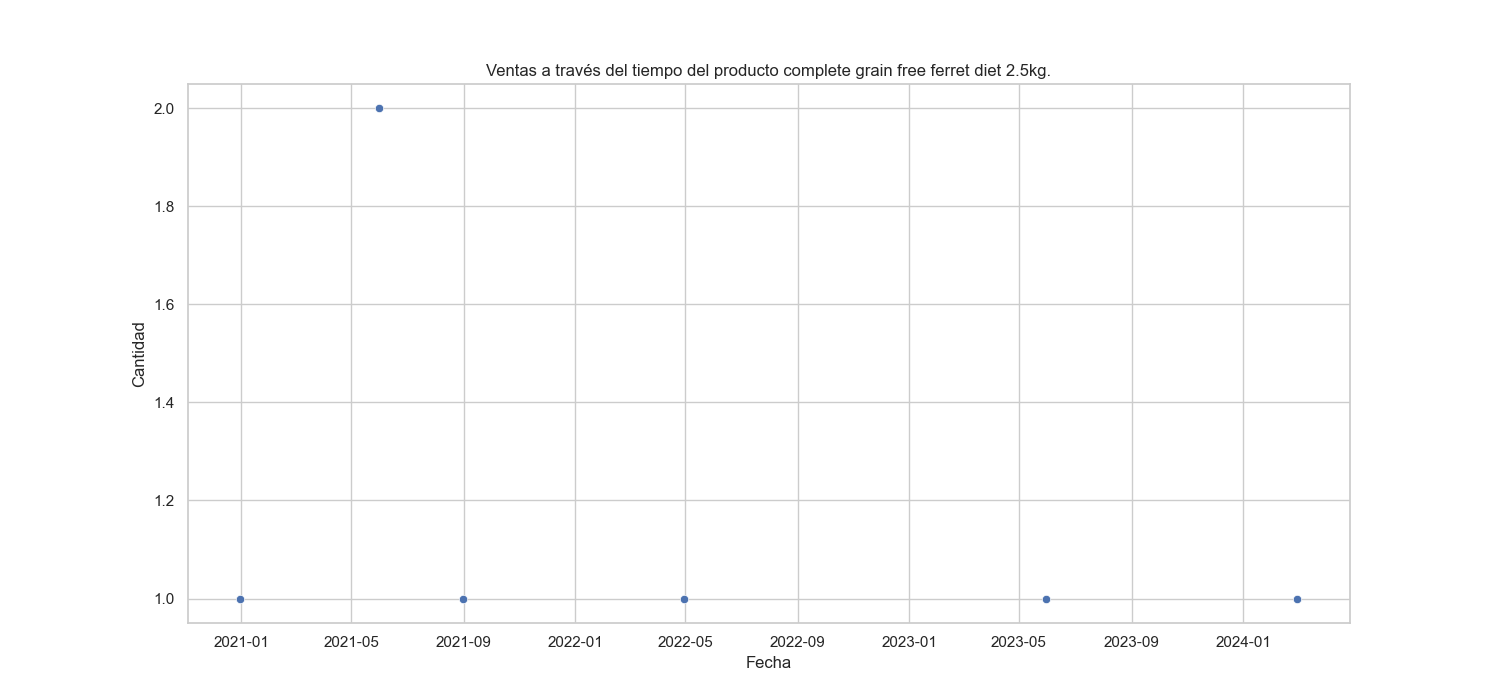 Ventas a través del tiempo del producto complete grain free ferret diet 2.5kg.
2.0
1.8
1.6
1.4
1.2
1.0
Cantidad
2021-01 2021-05 2021-09 2022-01 2022-05 2022-09 2023-01 2023-05 2023-09 2024-01
Fecha